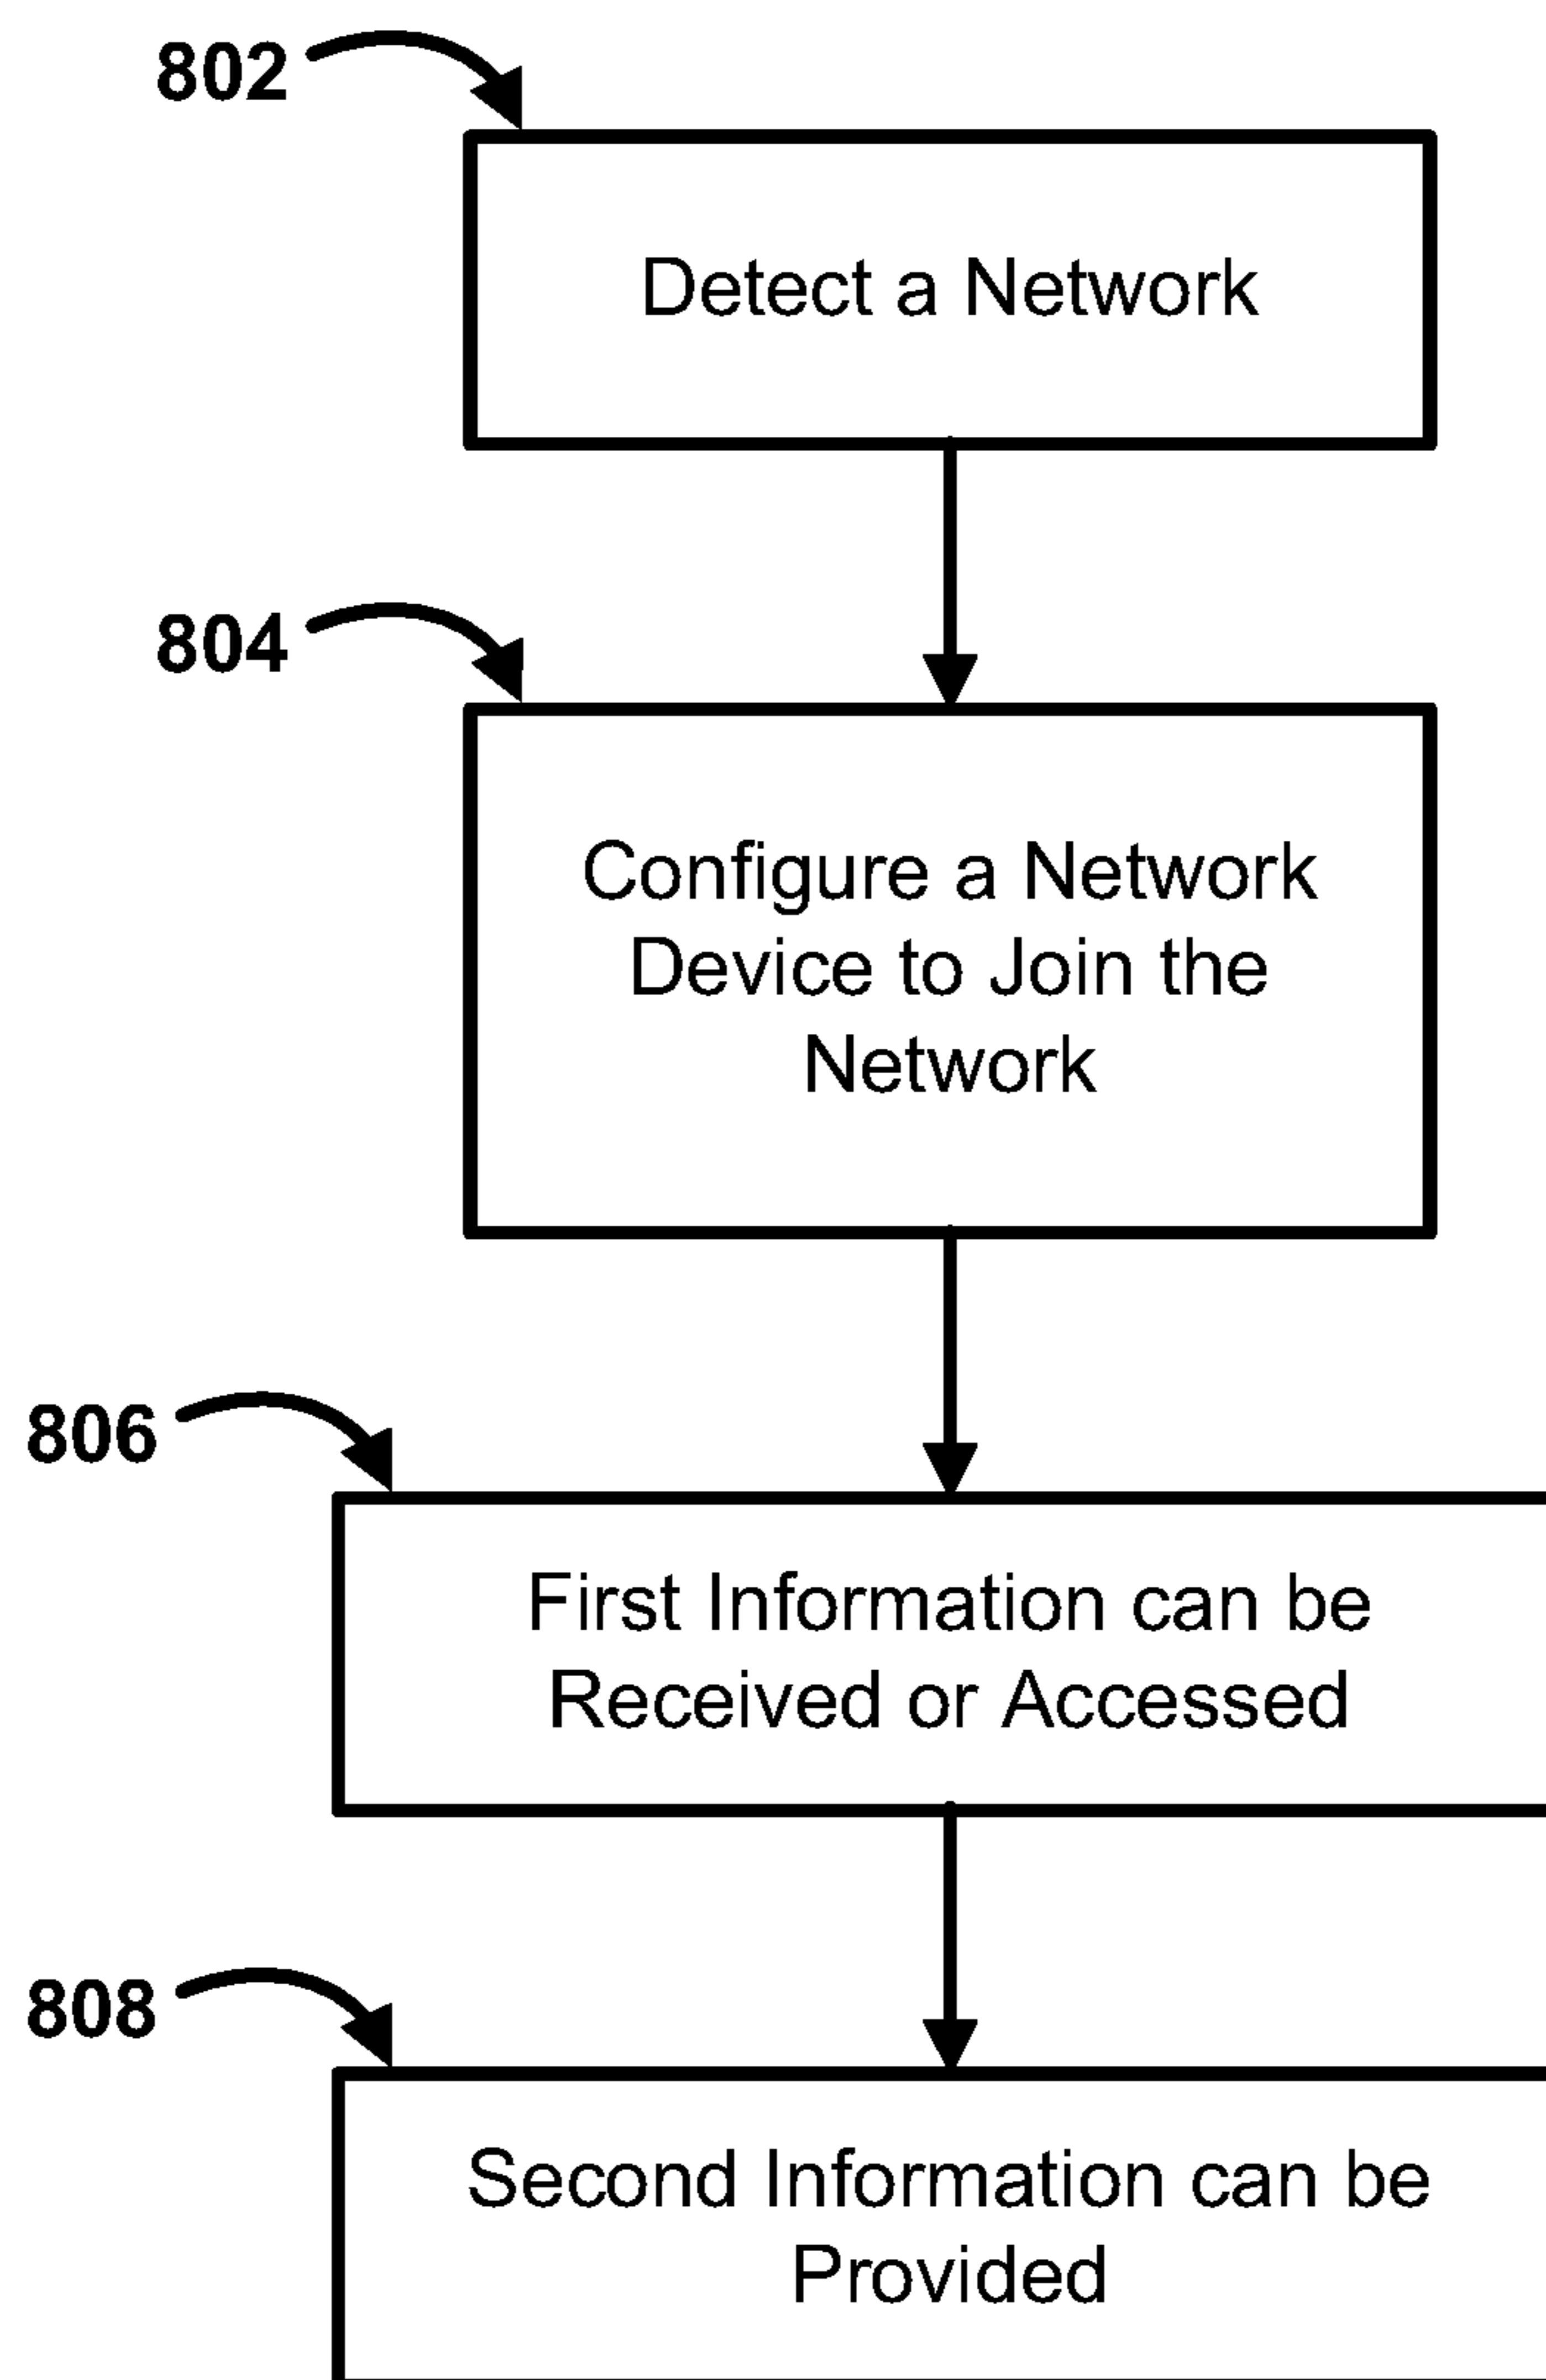 802
Detect a Network
804
Configure a Network
Device to Join the
Network
806
First Information can be
Received or Accessed
808
Second Information can be
Provided